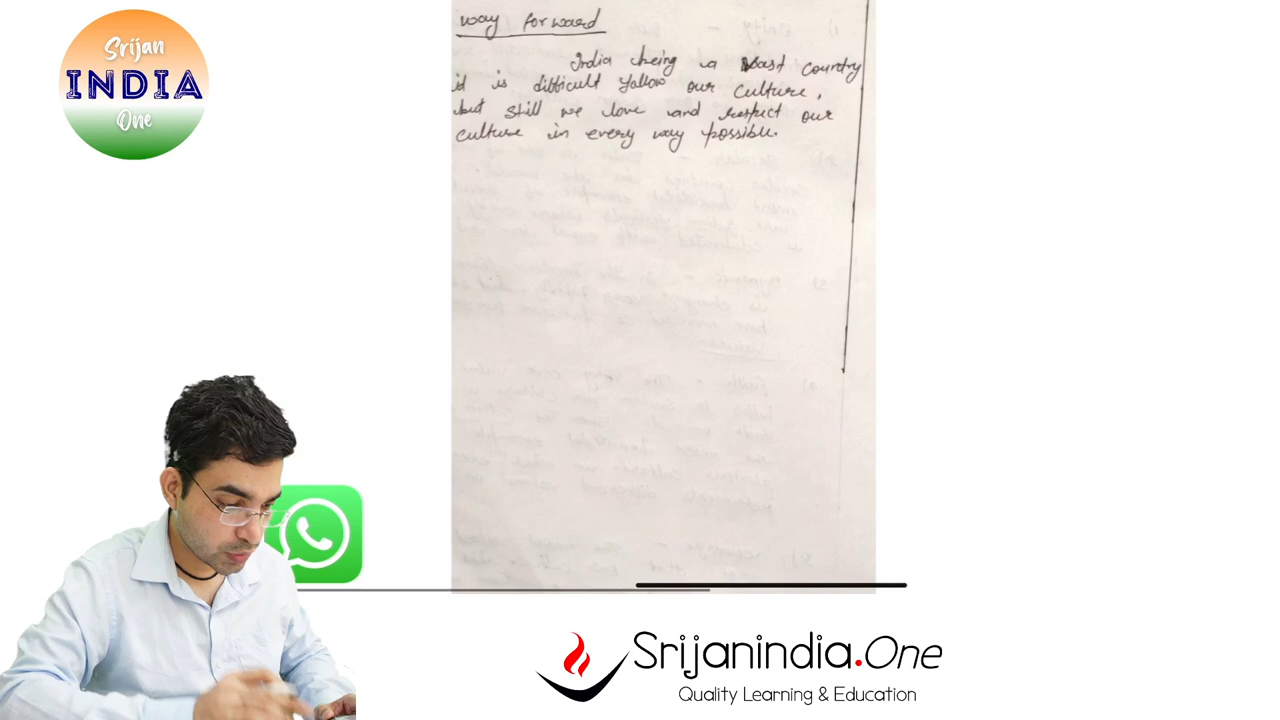 Srijan
INDIA
One
way forward
India being a vast country
it is difficult follow our culture,
but still we love and respect our
culture in every way possible.
Srijanindia.One
Quality Learning & Education